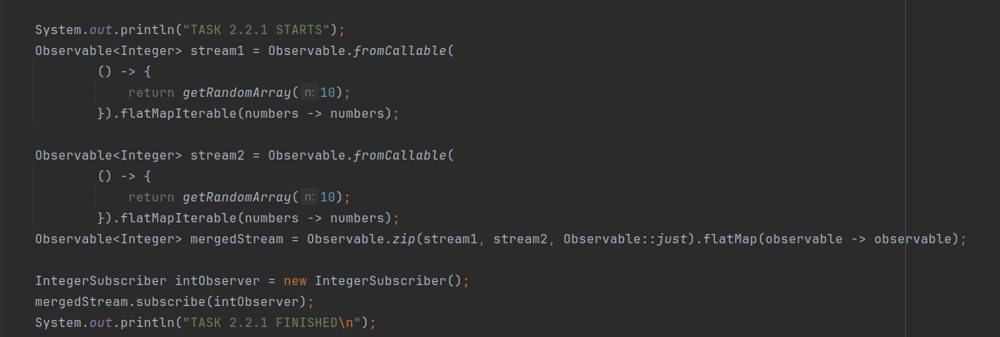 System.out.println("TASK 2.2.1 STARTS");
Observable<Integer> stream1 = Observable.fromCallable(
() -> {
return getRandomArray( n: 10);
}).flatMapIterable(numbers -> numbers);
Observable<Integer> stream2 = Observable.fromCallable(
() -> {
return getRandomArray( n: 10);
}).flatMapIterable(numbers -> numbers);
Observable<Integer> mergedStream = Observable.zip(stream1, stream2, Observable::just).flatMap(observable -> observable);
IntegerSubscriber intObserver = new IntegerSubscriber();
mergedStream.subscribe(intObserver);
System.out.println("TASK 2.2.1 FINISHED\n");